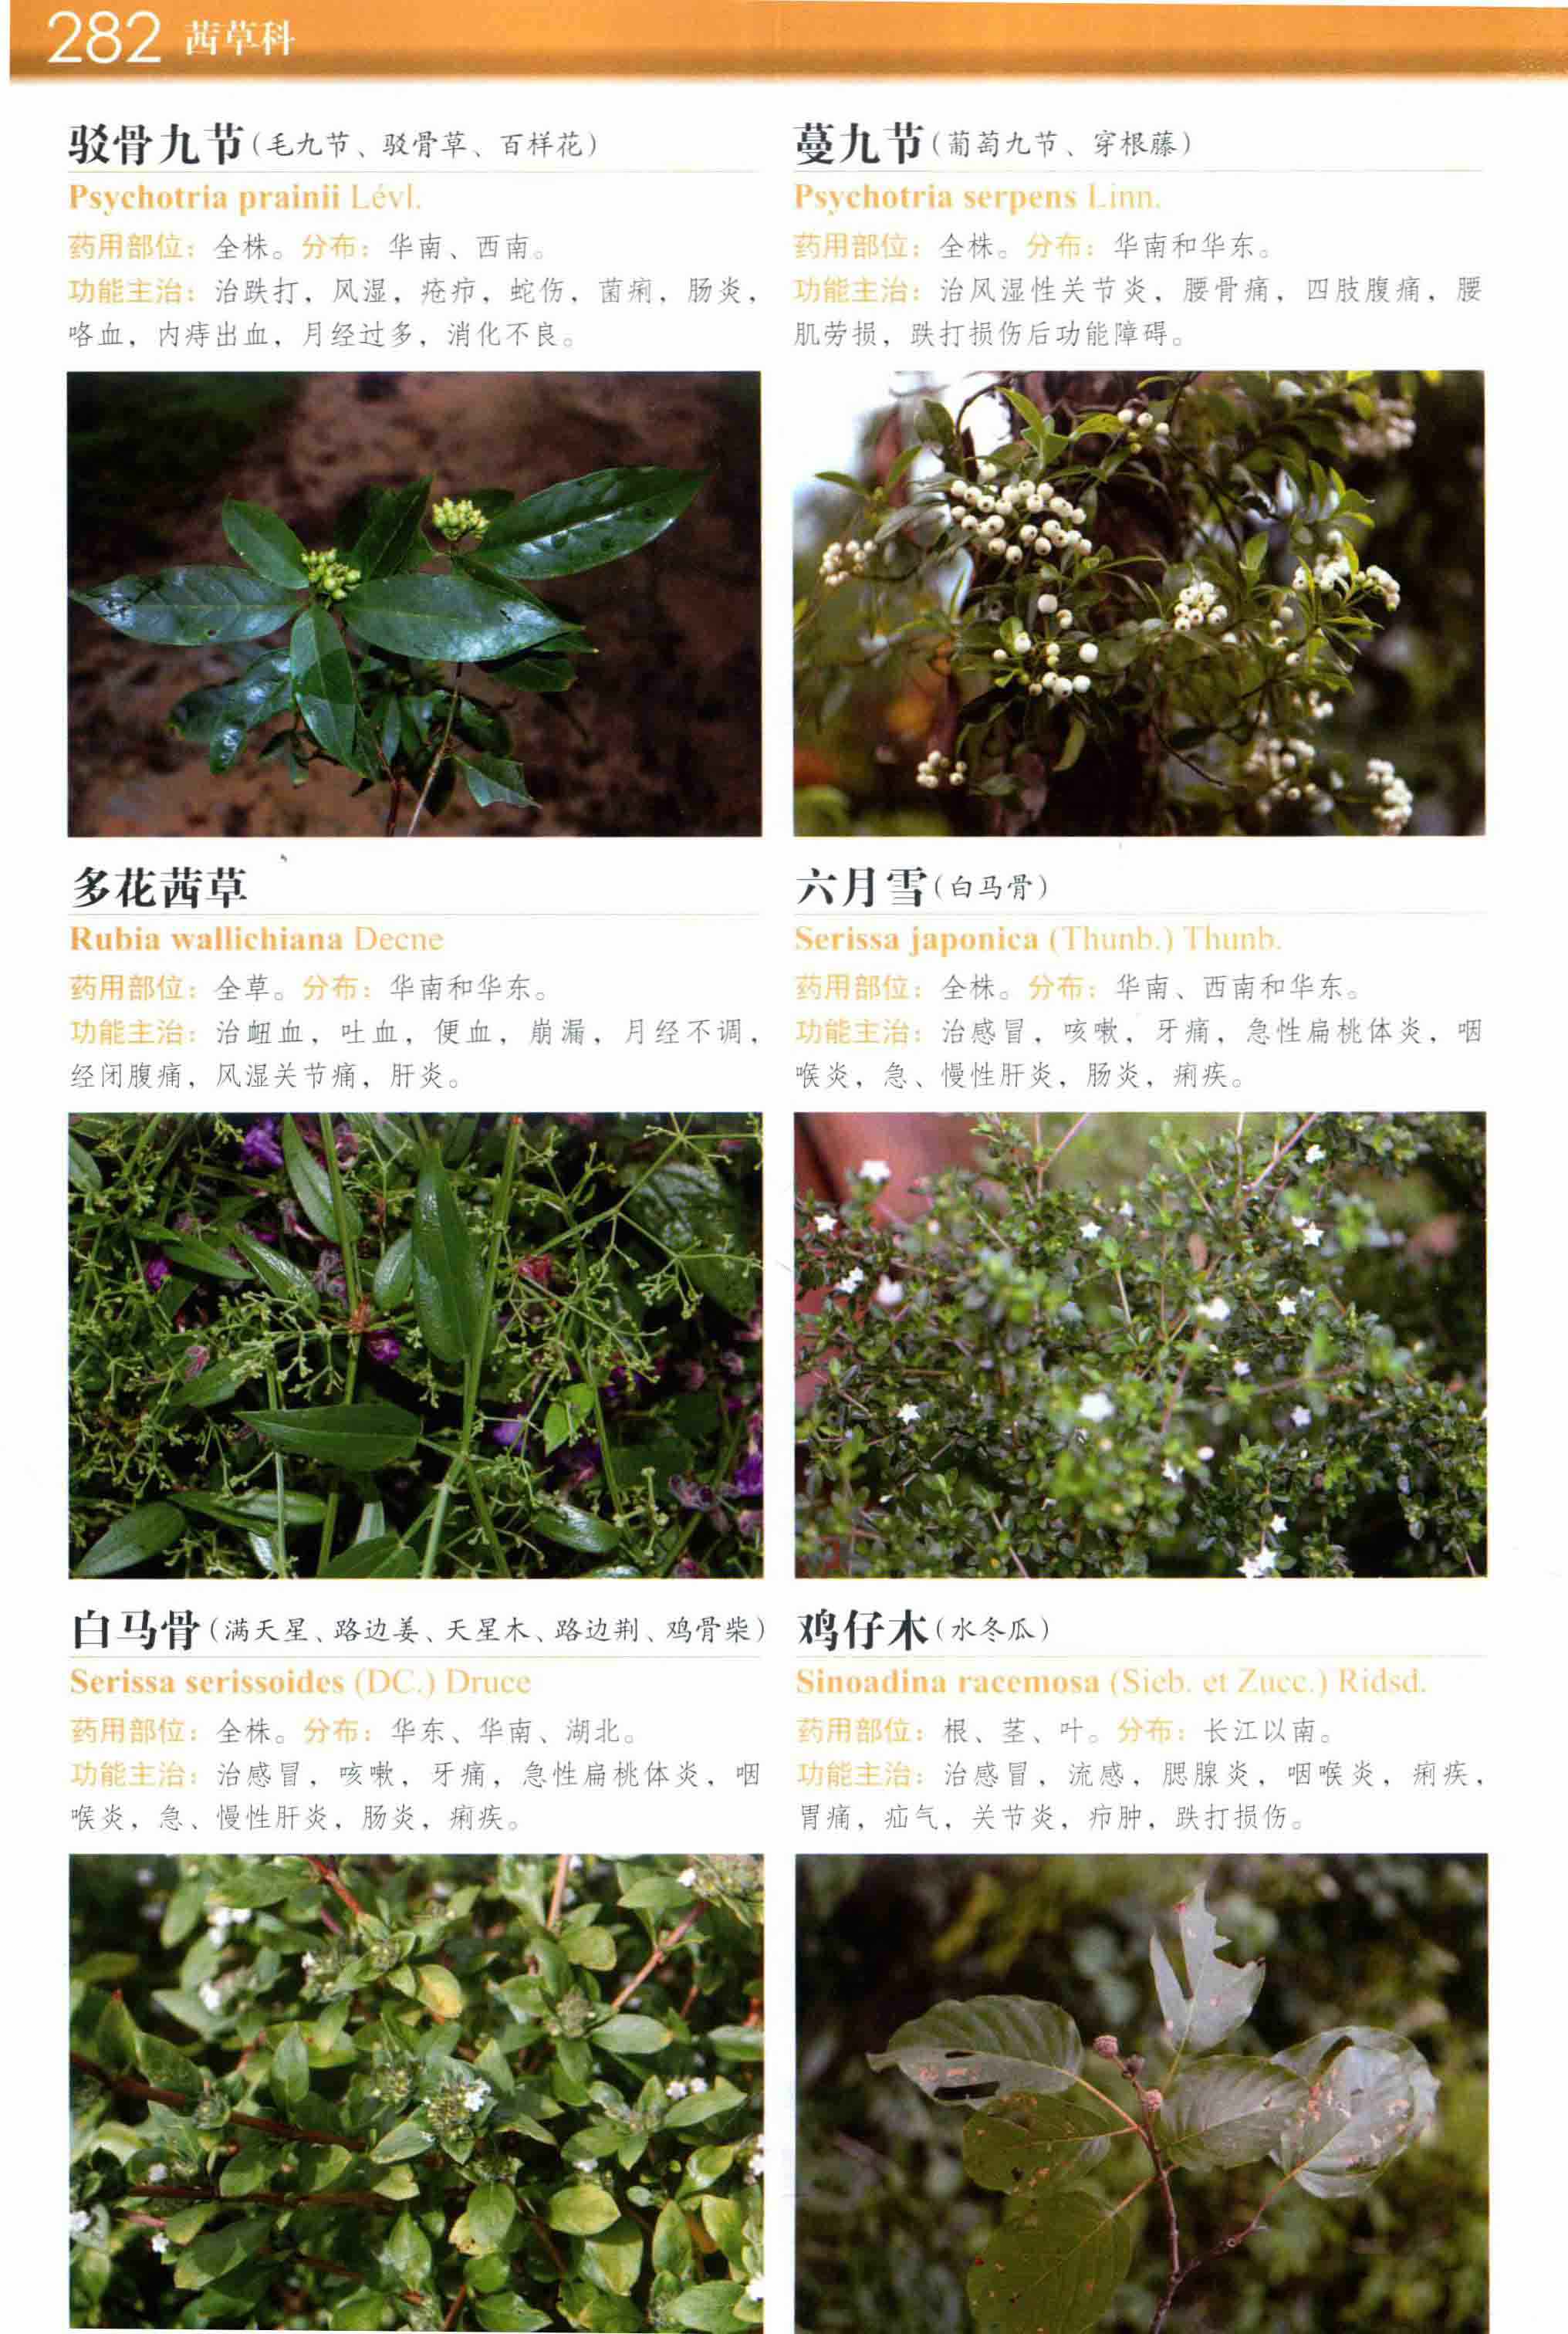 282 茜草科
驳骨九节(毛九节、驳骨草、百样花)
Psychotria prainii Lévl.
药用部位：全株。分布：华南、西南。
功能主治：治跌打，风湿，疮疖，蛇伤，菌痢，肠炎，
咯血，内痔出血，月经过多，消化不良。
蔓九节(葡萄九节、穿根藤)
Psychotria serpens Linn.
药用部位：全株。分布：华南和华东。
功能主治：治风湿性关节炎，腰骨痛，四肢腹痛，腰
肌劳损，跌打损伤后功能障碍。
多花茜草
Rubia wallichiana Decne
药用部位：全草。分布：华南和华东。
功能主治：治衄血，吐血，便血，崩漏，月经不调，
经闭腹痛，风湿关节痛，肝炎。
六月雪(白马骨)
Serissa japonica (Thunb.) Thunb.
药用部位：全株。分布：华南、西南和华东。
功能主治：治感冒，咳嗽，牙痛，急性扁桃体炎，咽
喉炎，急、慢性肝炎，肠炎，痢疾。
白马骨(满天星、路边姜、天星木、路边荆、鸡骨柴)
Serissa serissoides (DC.) Druce
药用部位：全株。分布：华东、华南、湖北。
功能主治：治感冒，咳嗽，牙痛，急性扁桃体炎，咽
喉炎，急、慢性肝炎，肠炎，痢疾。
鸡仔木(水冬瓜)
Sinoadina racemosa (Sieb. et Zucc.) Ridsd.
药用部位：根、茎、叶。分布：长江以南。
功能主治：治感冒，流感，腮腺炎，咽喉炎，痢疾，
胃痛，疝气，关节炎，疖肿，跌打损伤。